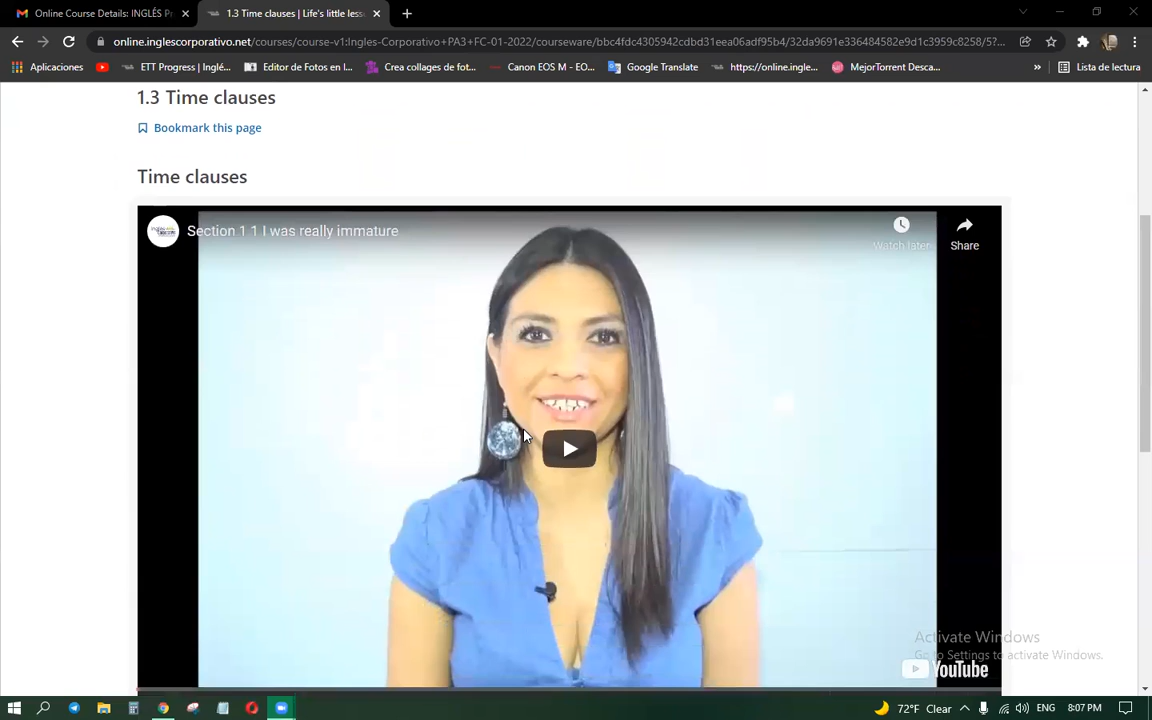 Online Course Details: INGLÉS P
1.3 Time clauses | Life's little less
online.inglescorporativo.net/courses/course-v1:Ingles-Corporativo+PA3+FC-01-2022/courseware/bbc4fdc4305942cdbd31eea06adf95b4/32da9691e336484582e9d1c3959c8258/5?...
Aplicaciones
ETT Progress | Inglé...
Editor de Fotos en l...
Crea collages de fot...
Canon EOS M - EO...
Google Translate
https://online.ingle...
MejorTorrent Desca...
»
Lista de lectura
1.3 Time clauses
Bookmark this page
Time clauses
Section 1 1 I was really immature
Watch later
Share
Activate Windows
Go to Settings to activate Windows.
YouTube
72°F Clear
ENG
8:07 PM